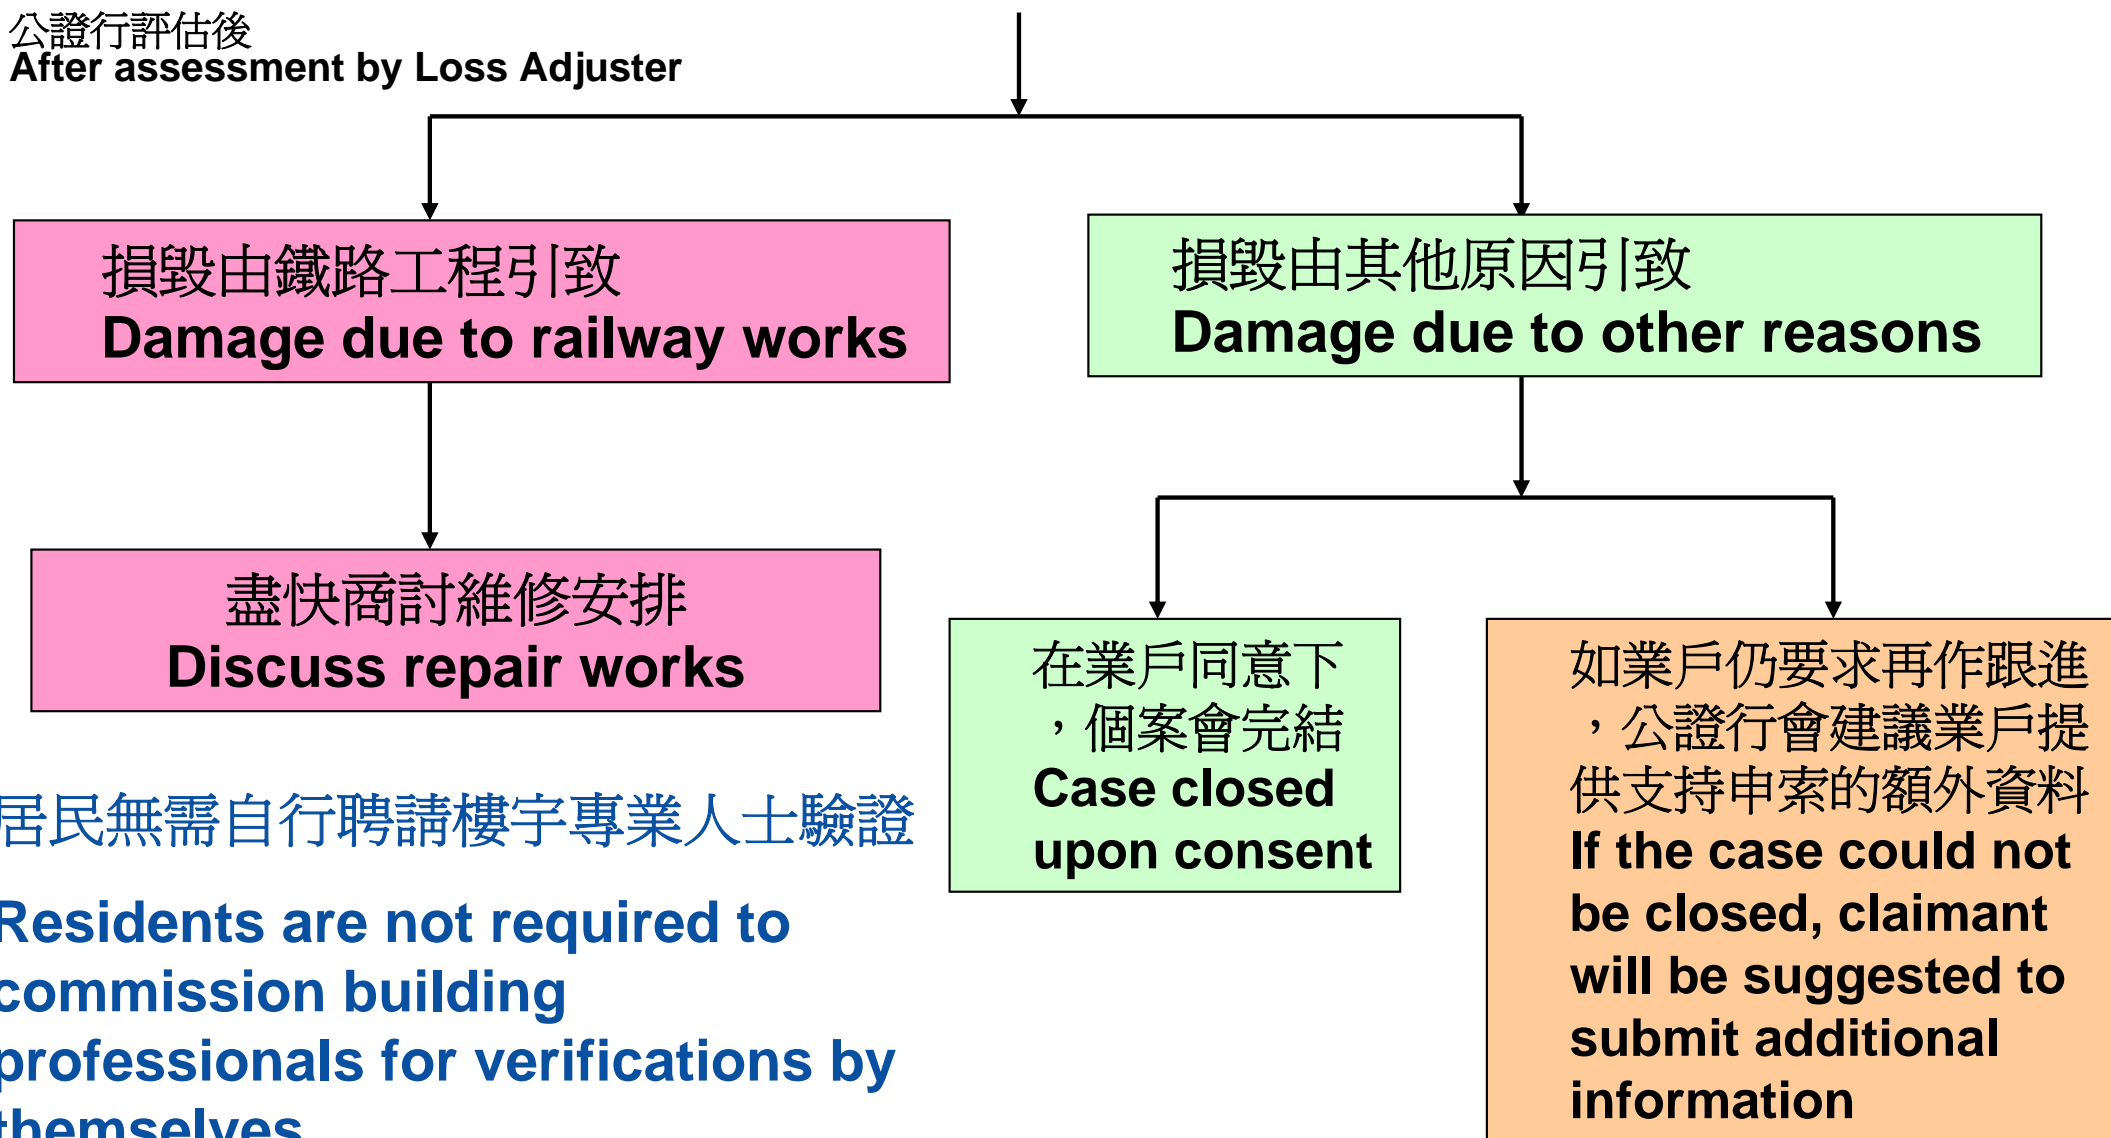 公證行評估後
After assessment by Loss Adjuster
損毀由鐵路工程引致
Damage due to railway works
損毀由其他原因引致
Damage due to other reasons
盡快商討維修安排
Discuss repair works
在業戶同意下
，個案會完結
Case closed
upon consent
如業戶仍要求再作跟進
，公證行會建議業戶提
供支持申索的額外資料
If the case could not
be closed, claimant
will be suggested to
submit additional
information
居民無需自行聘請樓宇專業人士驗證
Residents are not required to
commission building
professionals for verifications by
themselves